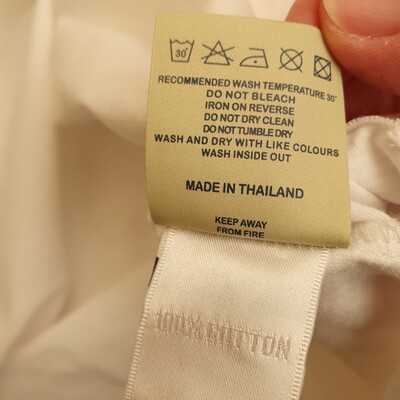 30°
RECOMMENDED WASH TEMPERATURE 30°
DO NOT BLEACH
IRON ON REVERSE
DO NOT DRY CLEAN
DO NOT TUMBLE DRY
WASH AND DRY WITH LIKE COLOURS
WASH INSIDE OUT
MADE IN THAILAND
KEEP AWAY
FROM FIRE
100% COTTON